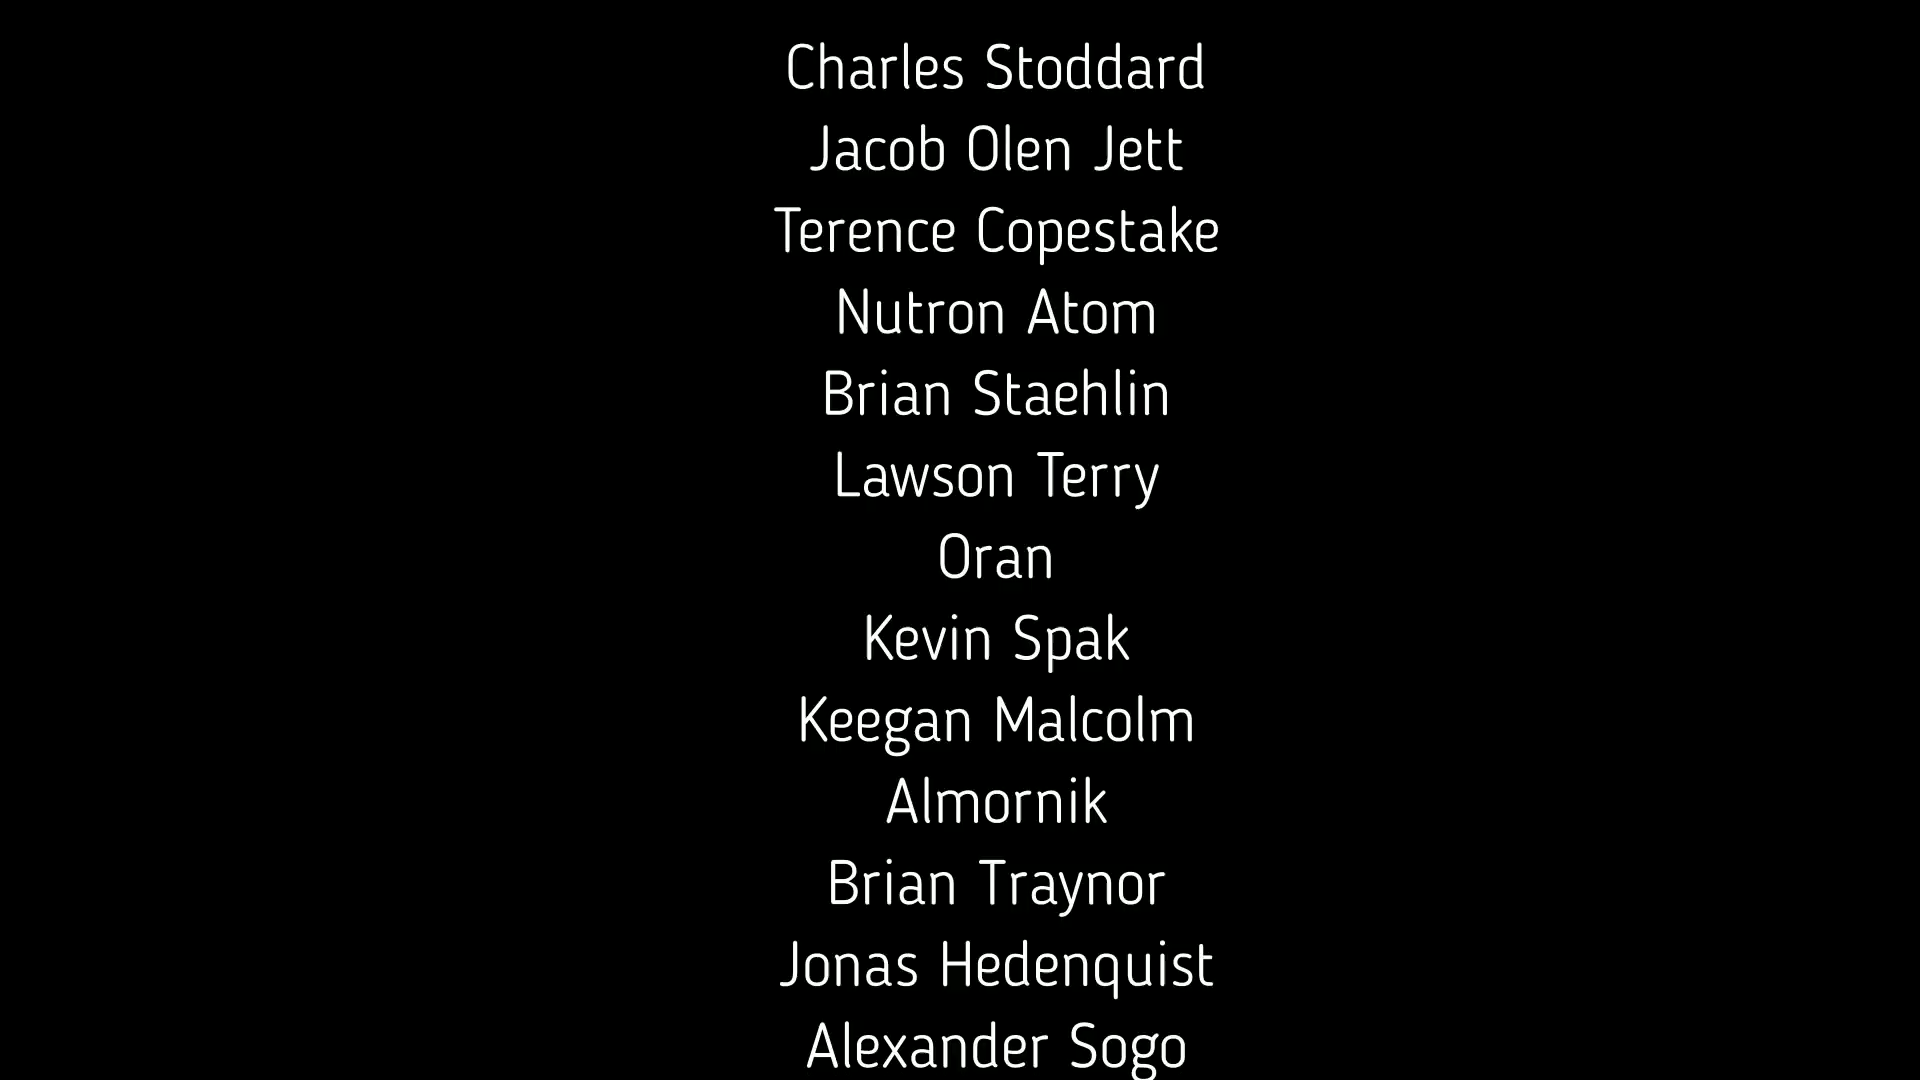 Charles Stoddard
Jacob Olen Jett
Terence Copestake
Nutron Atom
Brian Staehlin
Lawson Terry
Oran
Kevin Spak
Keegan Malcolm
Almornik
Brian Traynor
Jonas Hedenquist
Alexander Sogo